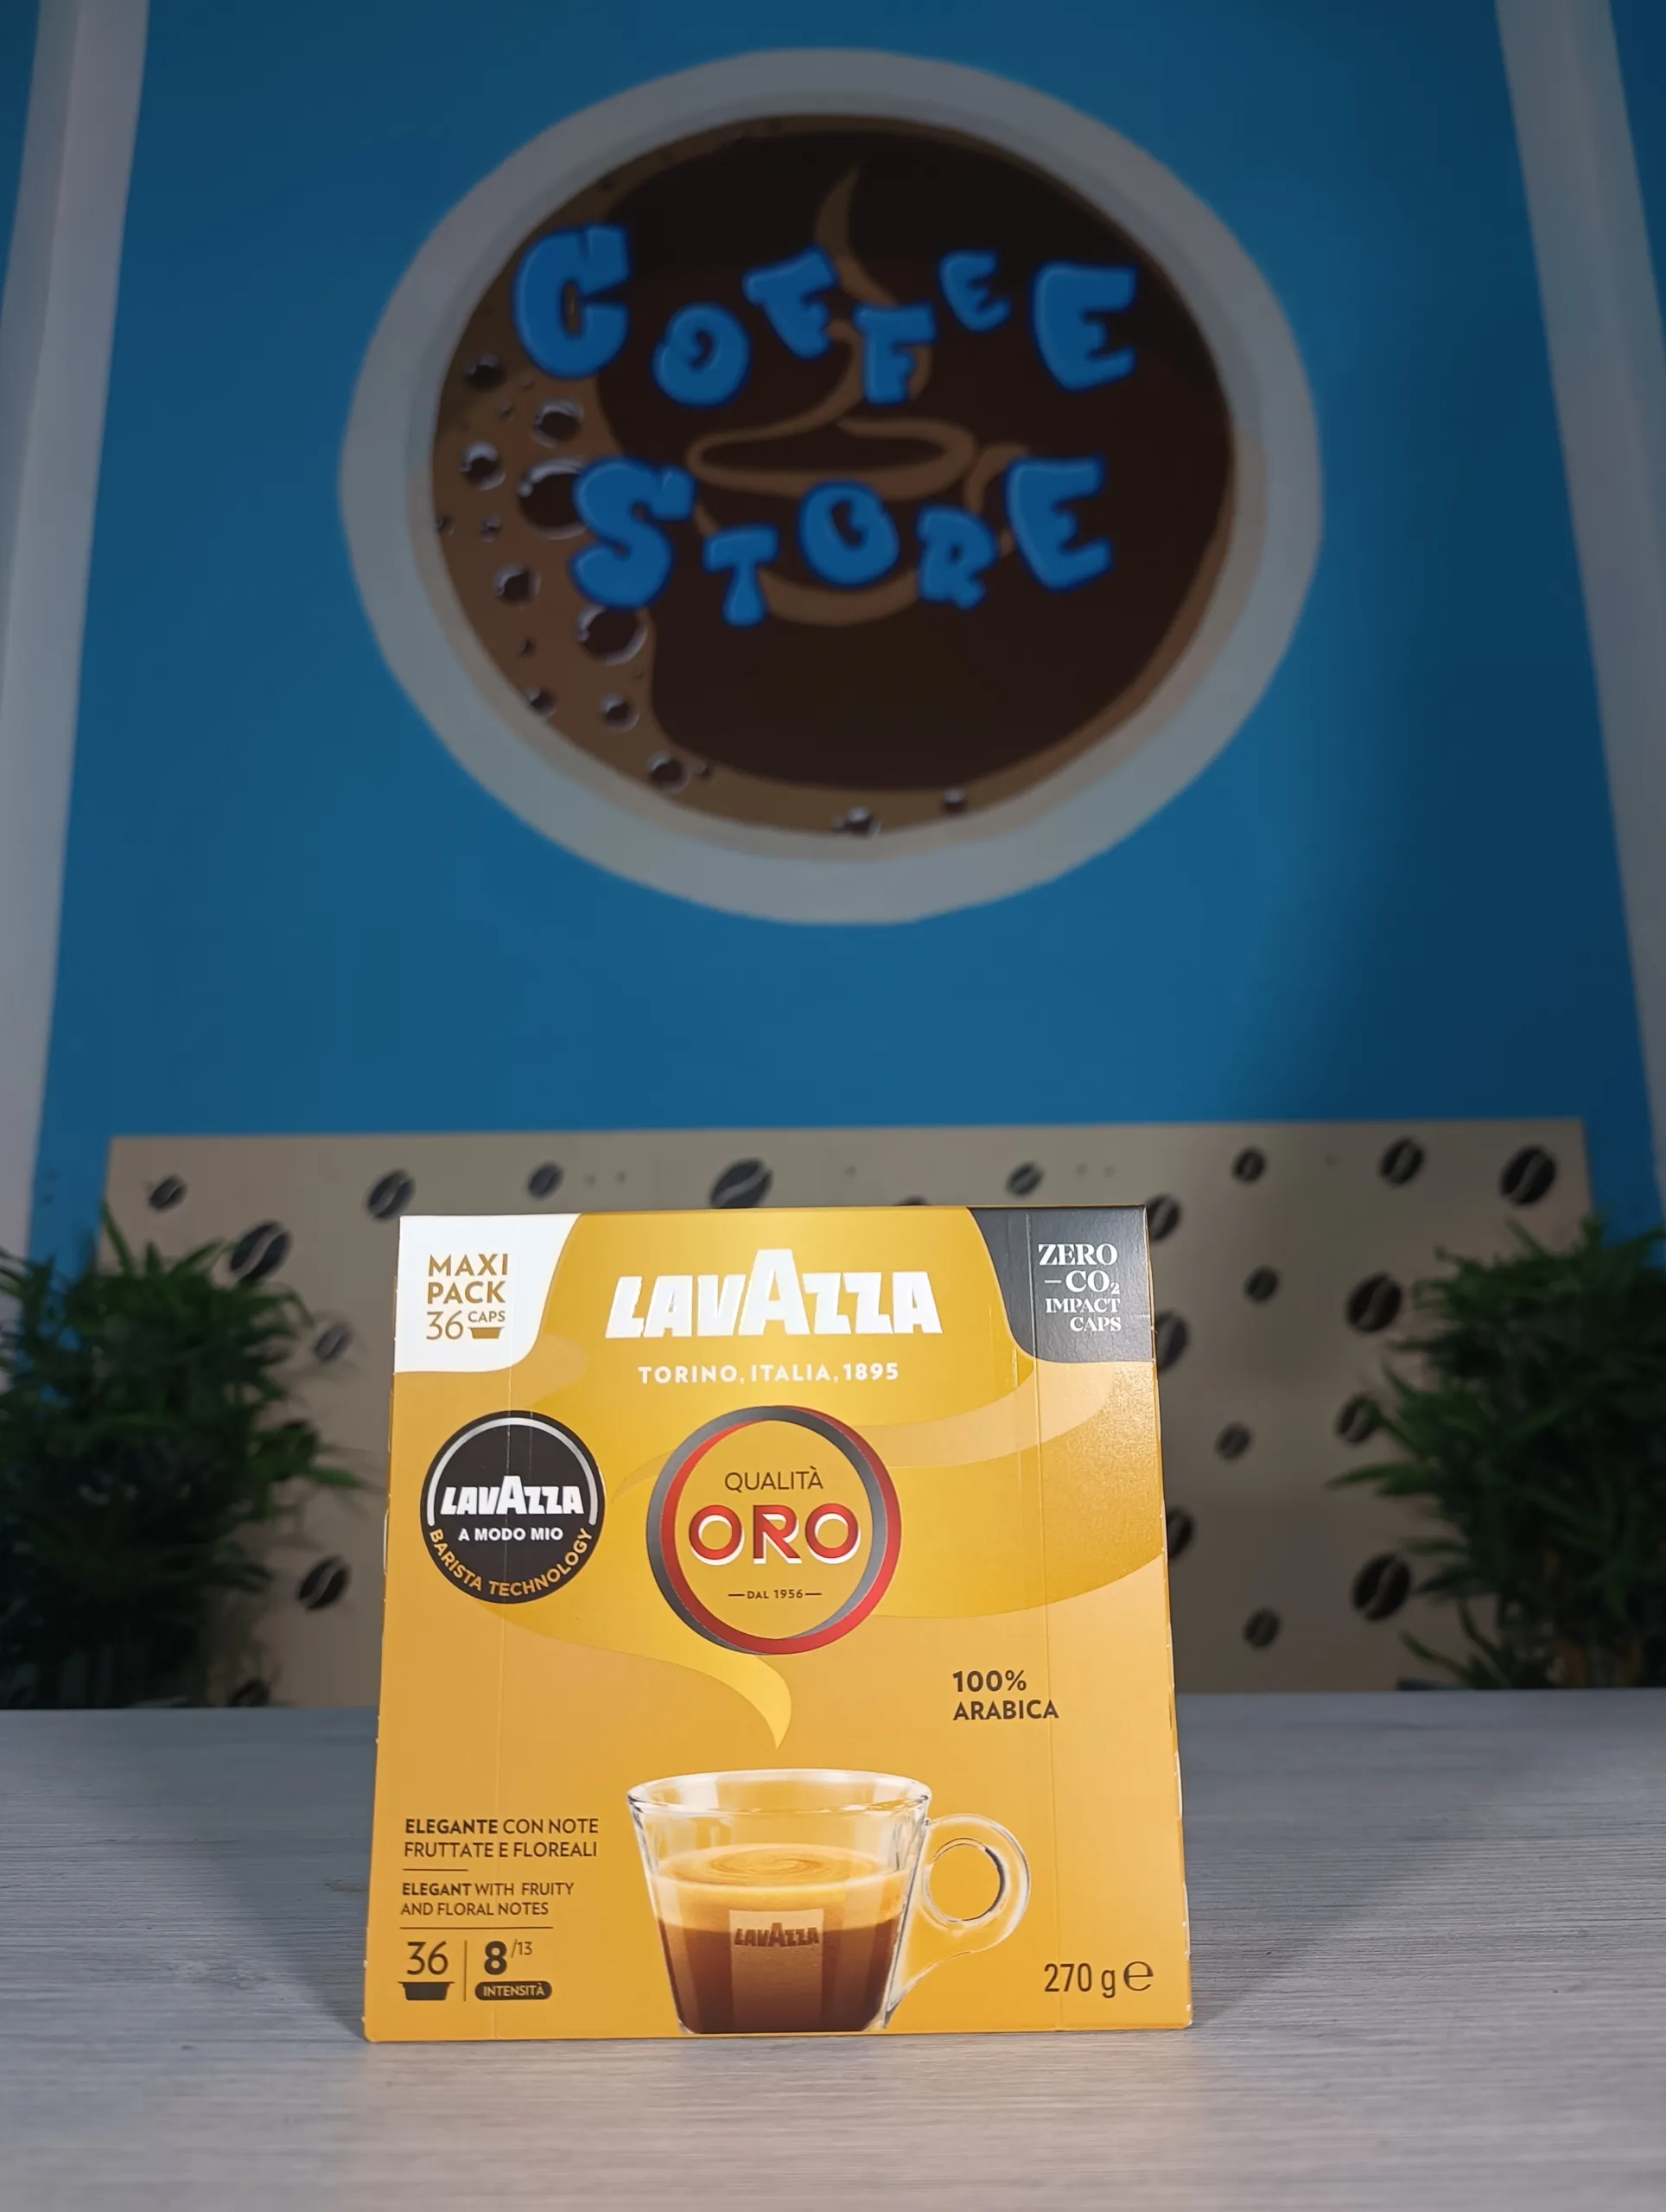 COFFEE
STORE
MAXI
PACK
36 CAPS
LAVAZZA
TORINO, ITALIA, 1895
ZERO
–CO₂
IMPACT
CAPS
LAVAZZA
A MODO MIO
BARISTA TECHNOLOGY
QUALITÀ
ORO
—DAL 1956—
100%
ARABICA
ELEGANTE CON NOTE
FRUTTATE E FLOREALI
ELEGANT WITH FRUITY
AND FLORAL NOTES
LAVAZZA
36 8/13
INTENSITÀ
270 g ℮